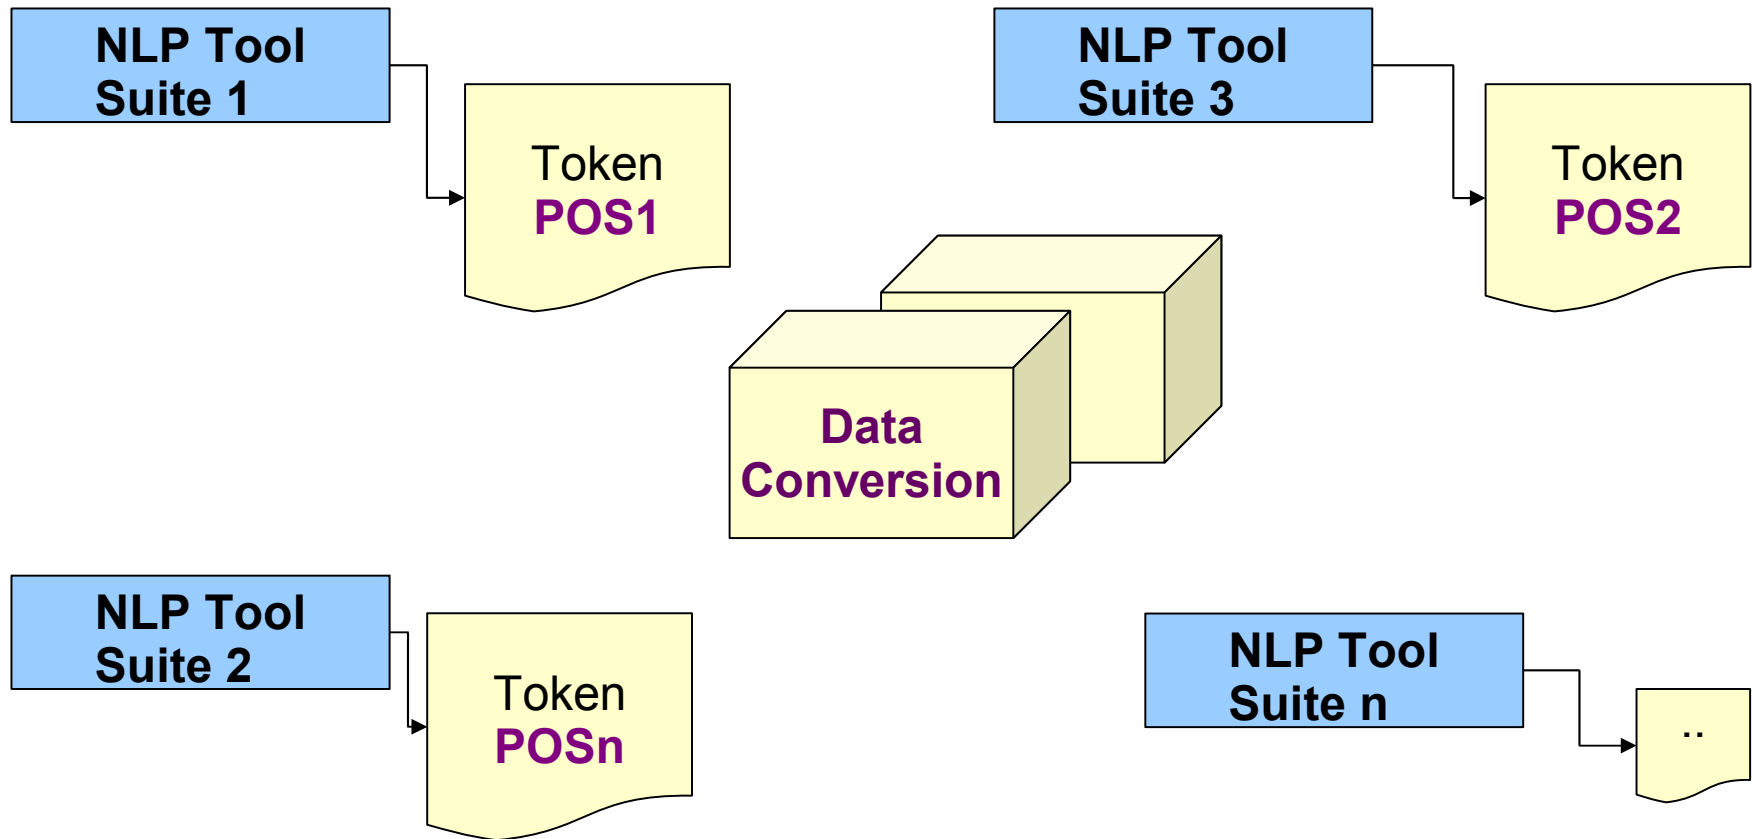 NLP Tool
Suite 1
Token
POS1
NLP Tool
Suite 3
Token
POS2
Data
Conversion
NLP Tool
Suite 2
Token
POSn
NLP Tool
Suite n
..